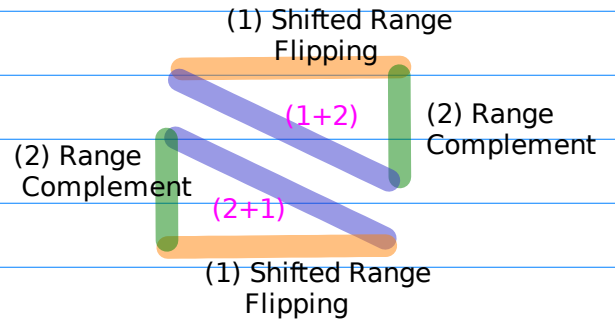 (1) Shifted Range
Flipping
(1+2)
(2) Range
Complement
(2) Range
Complement
(2+1)
(1) Shifted Range
Flipping